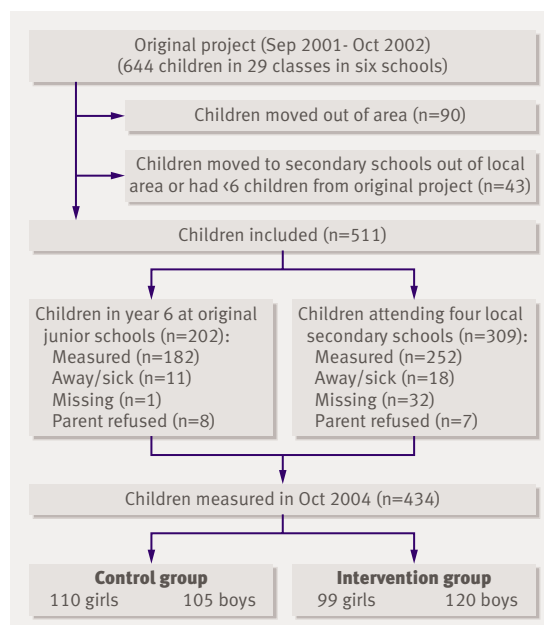 Original project (Sep 2001- Oct 2002)
(644 children in 29 classes in six schools)
Children moved out of area (n=90)
Children moved to secondary schools out of local
area or had <6 children from original project (n=43)
Children included (n=511)
Children in year 6 at original
junior schools (n=202):
Measured (n=182)
Away/sick (n=11)
Missing (n=1)
Parent refused (n=8)
Children attending four local
secondary schools (n=309):
Measured (n=252)
Away/sick (n=18)
Missing (n=32)
Parent refused (n=7)
Children measured in Oct 2004 (n=434)
Control group
110 girls 105 boys
Intervention group
99 girls 120 boys